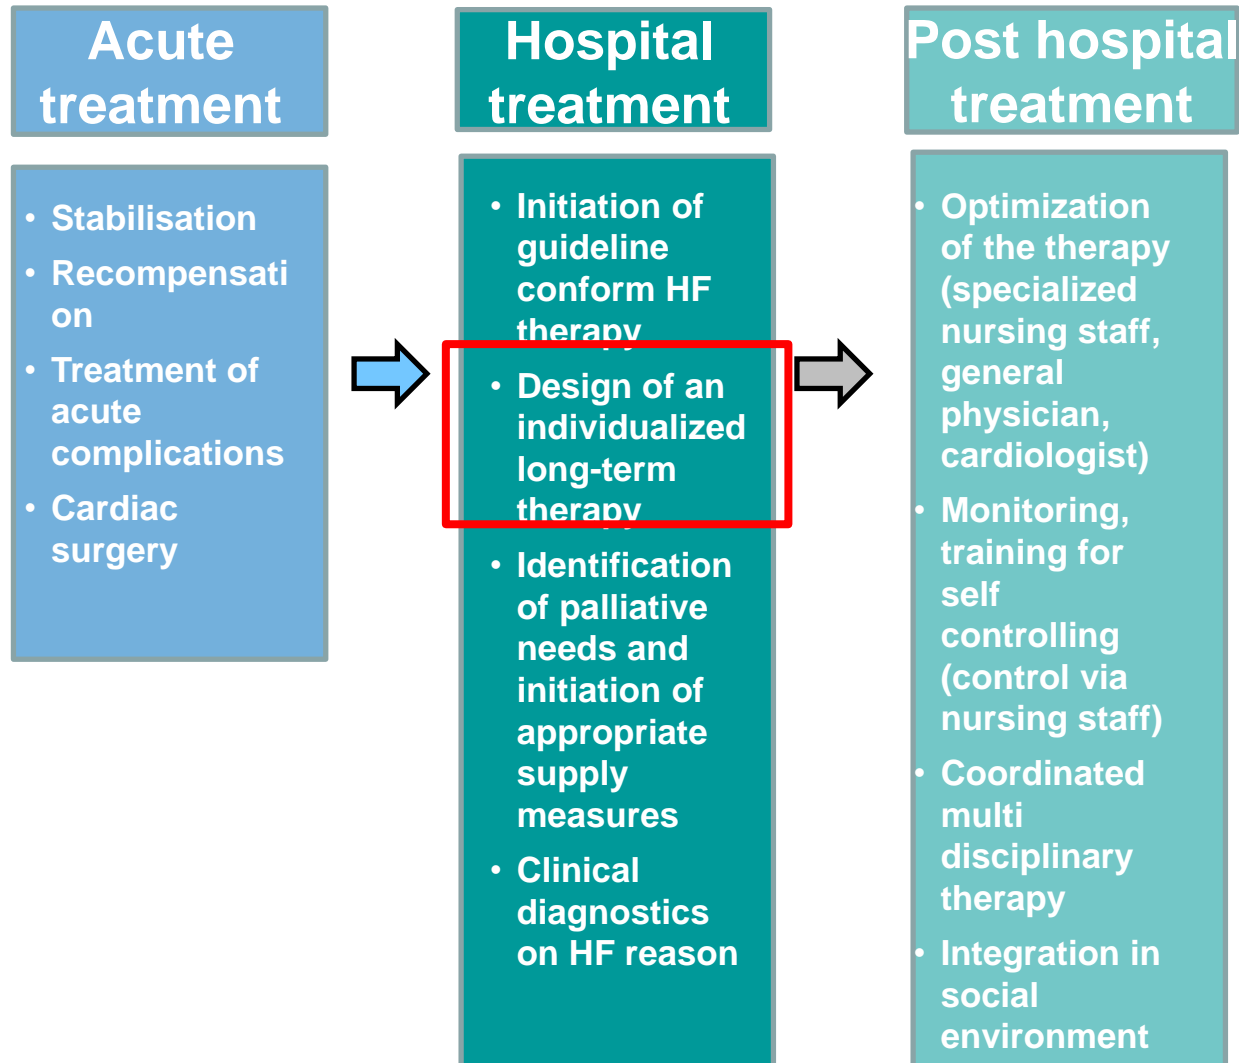 Acute
treatment
• Stabilisation
• Recompensati
on
• Treatment of
acute
complications
• Cardiac
surgery
Hospital
treatment
• Initiation of
guideline
conform HF
therapy
• Design of an
individualized
long-term
therapy
• Identification
of palliative
needs and
initiation of
appropriate
supply
measures
• Clinical
diagnostics
on HF reason
Post hospital
treatment
• Optimization
of the therapy
(specialized
nursing staff,
general
physician,
cardiologist)
• Monitoring,
training for
self
controlling
(control via
nursing staff)
• Coordinated
multi
disciplinary
therapy
• Integration in
social
environment